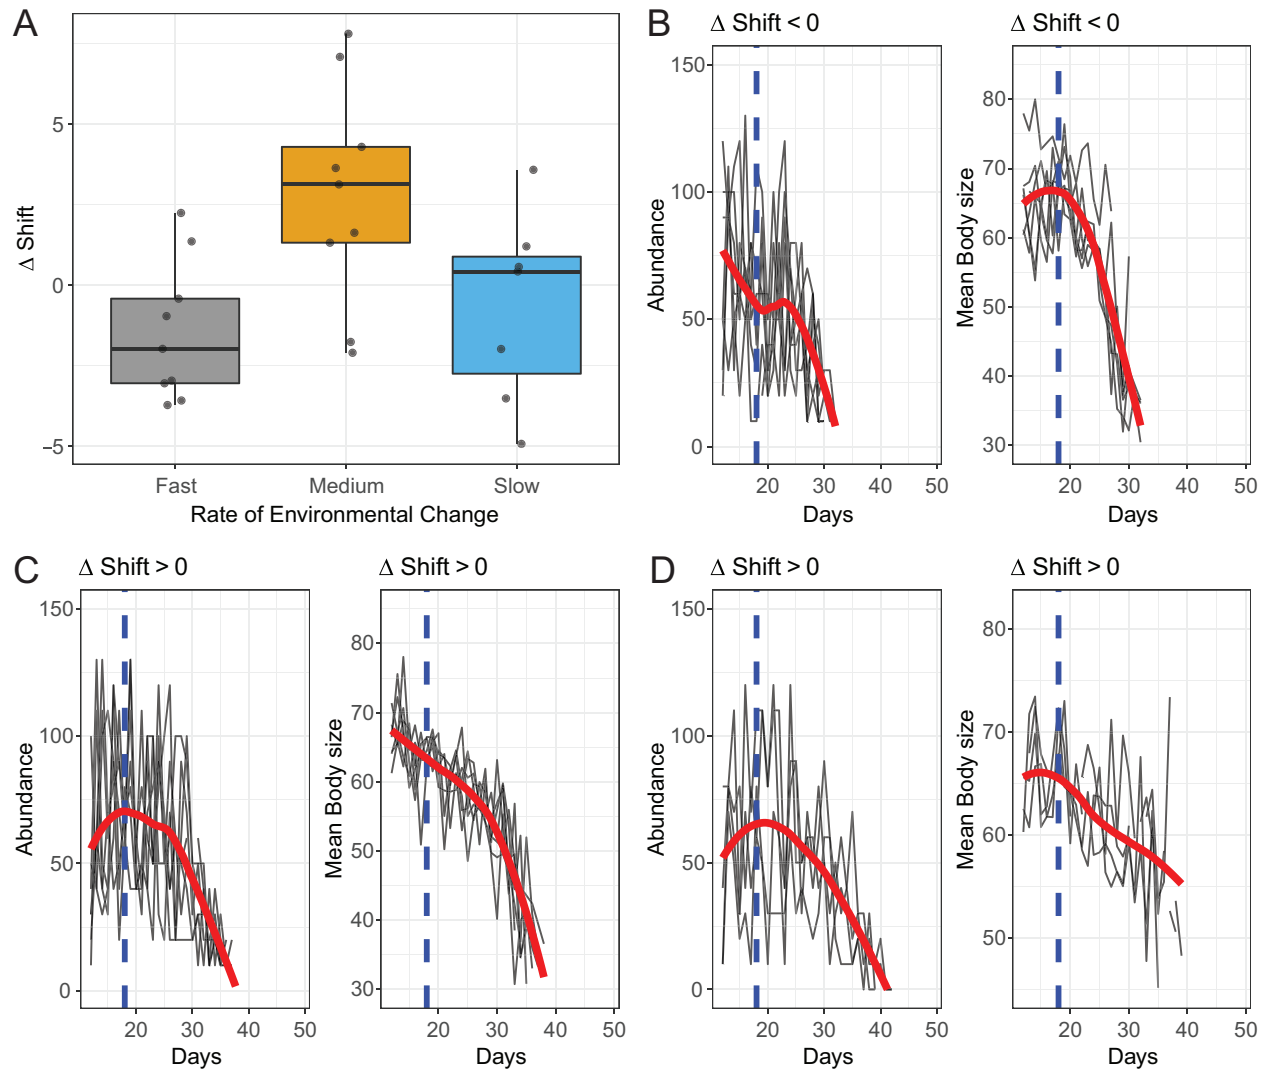 A
Δ Shift
5
0
−5
Fast Medium Slow
Rate of Environmental Change
B
Δ Shift < 0
Abundance
150
100
50
0
20 30 40 50
Days
Δ Shift < 0
Mean Body size
80
70
60
50
40
30
20 30 40 50
Days
C
Δ Shift > 0
Abundance
150
100
50
0
20 30 40 50
Days
Δ Shift > 0
Mean Body size
80
70
60
50
40
30
20 30 40 50
Days
D
Δ Shift > 0
Abundance
150
100
50
0
20 30 40 50
Days
Δ Shift > 0
Mean Body size
80
70
60
50
20 30 40 50
Days